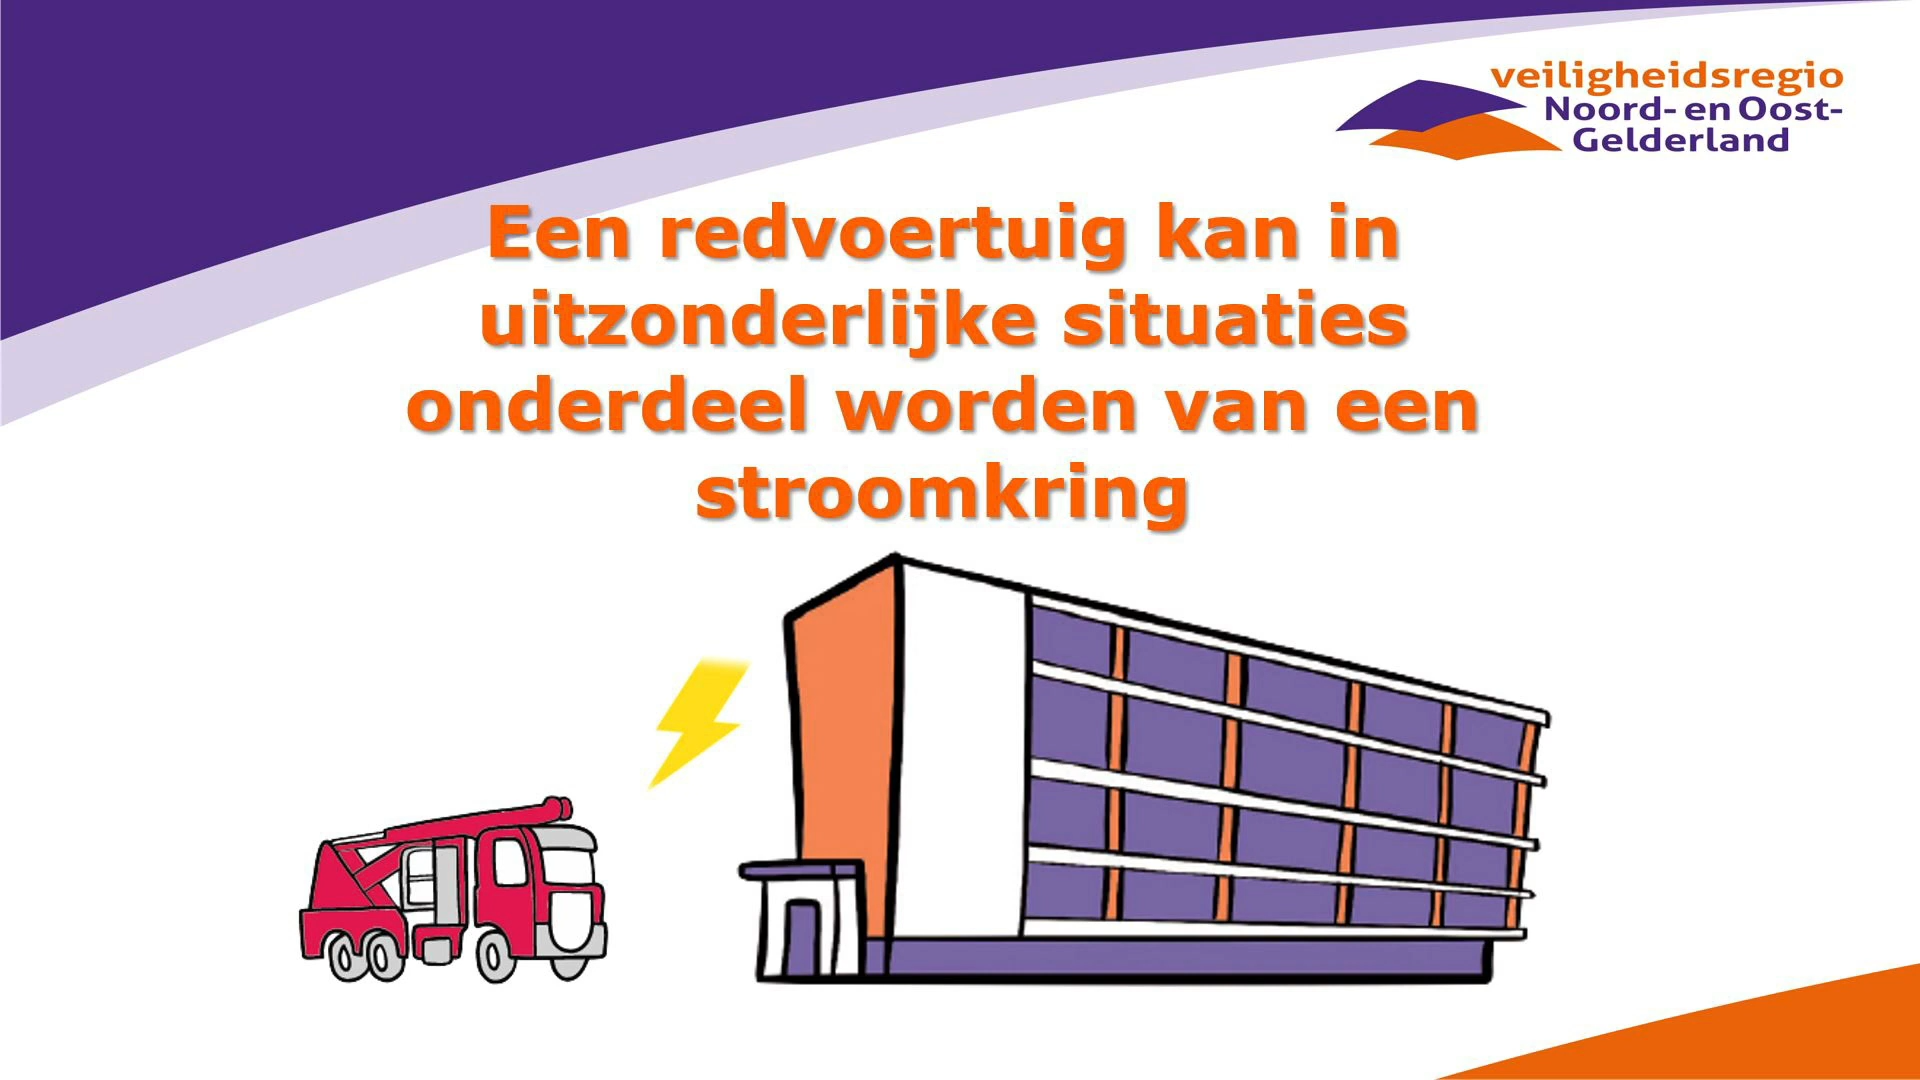 veiligheidsregio
Noord- en Oost-
Gelderland
Een redvoertuig kan in
uitzonderlijke situaties
onderdeel worden van een
stroomkring